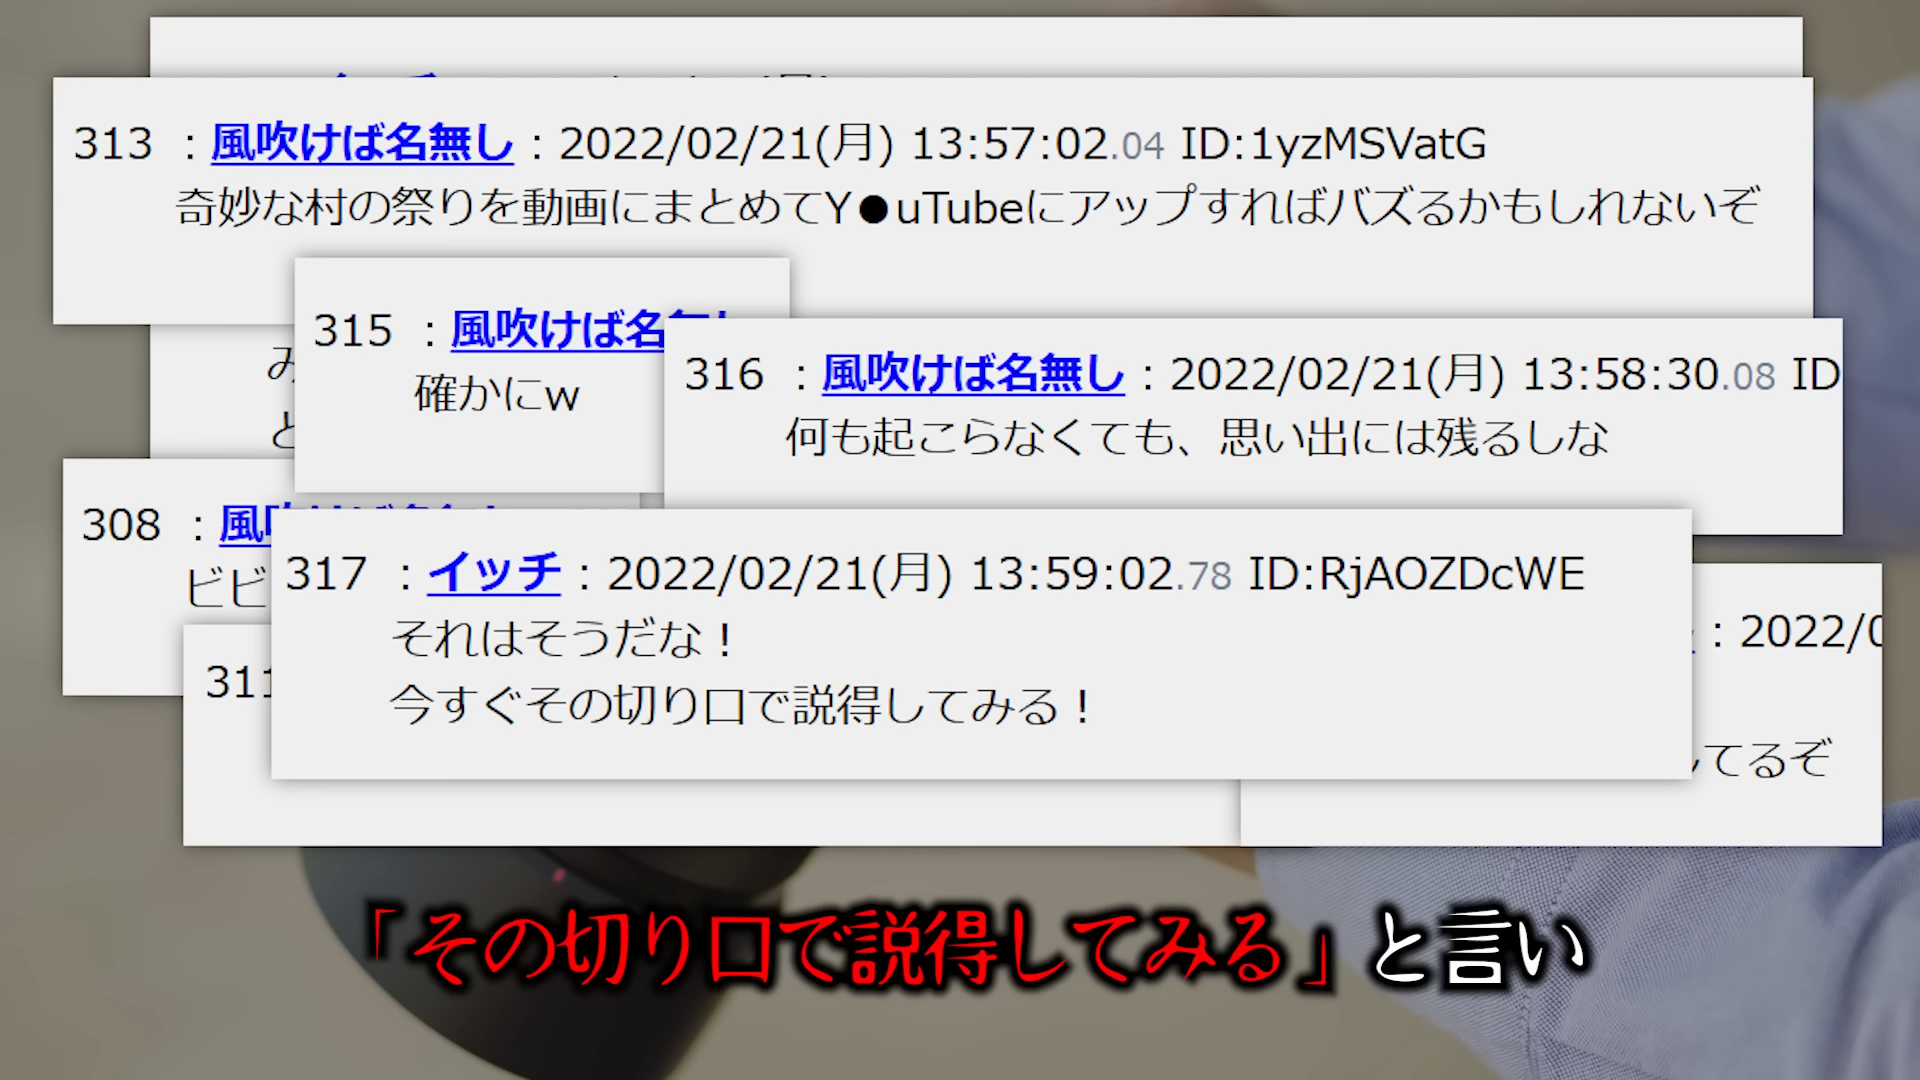 313 ：風吹けば名無し：2022/02/21(月) 13:57:02.04 ID:1yzMSVatG
奇妙な村の祭りを動画にまとめてY●uTubeにアップすればバズるかもしれないぞ
315 ：風吹けば名
確かにw
316 ：風吹けば名無し：2022/02/21(月) 13:58:30.08 ID
何も起こらなくても、思い出には残るしな
308 ：風
ビビ
317 ：イッチ：2022/02/21(月) 13:59:02.78 ID:RjAOZDcWE
それはそうだな！
今すぐその切り口で説得してみる！
：2022/0
311
てるぞ
「その切り口で説得してみる」と言い